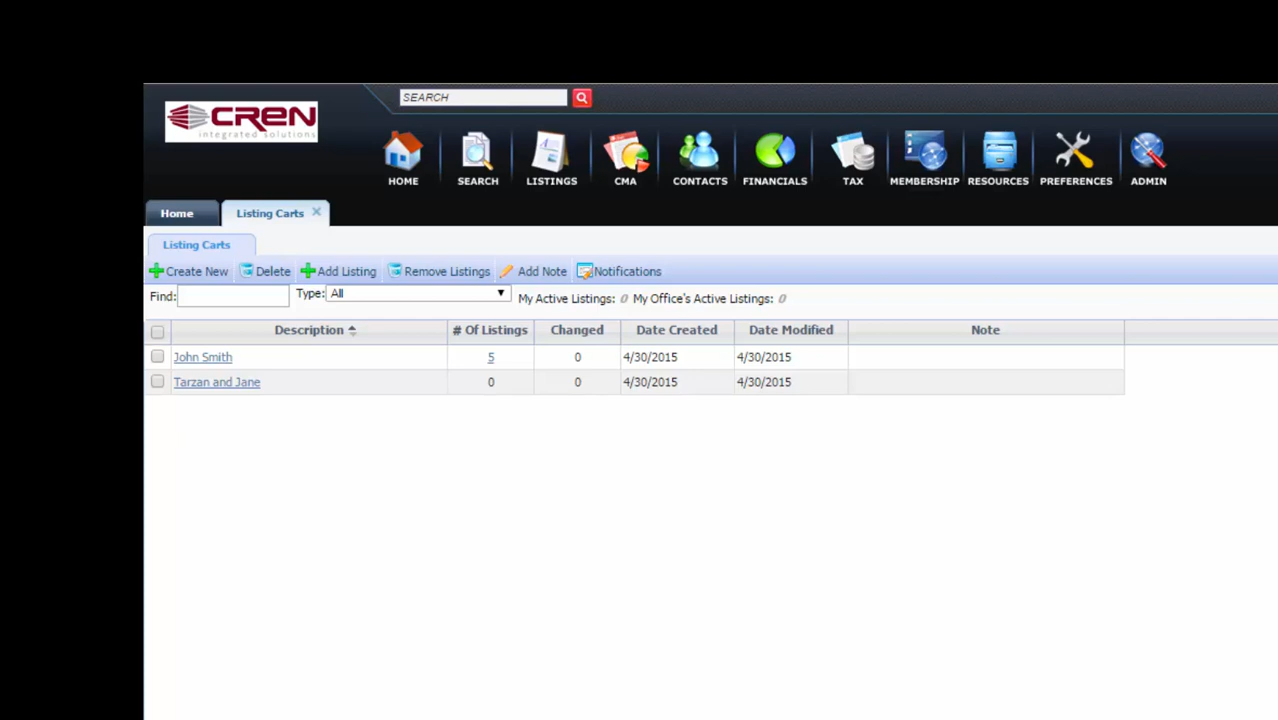 CREN
integrated solutions
SEARCH
HOME
SEARCH
LISTINGS
CMA
CONTACTS
FINANCIALS
TAX
MEMBERSHIP
RESOURCES
PREFERENCES
ADMIN
Home
Listing Carts
Listing Carts
Create New Delete Add Listing Remove Listings Add Note Notifications
Find: Type: All My Active Listings: 0 My Office's Active Listings: 0
Description # Of Listings Changed Date Created Date Modified Note
John Smith 5 0 4/30/2015 4/30/2015
Tarzan and Jane 0 0 4/30/2015 4/30/2015